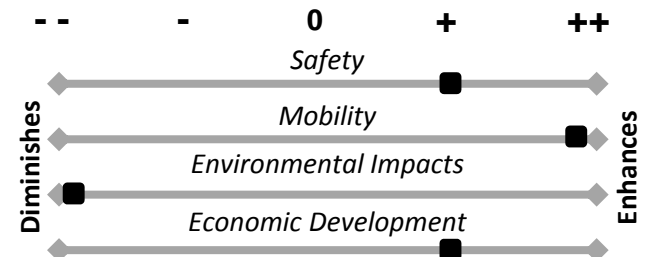 - - - 0 + ++
Safety
Mobility
Environmental Impacts
Economic Development
Diminishes
Enhances